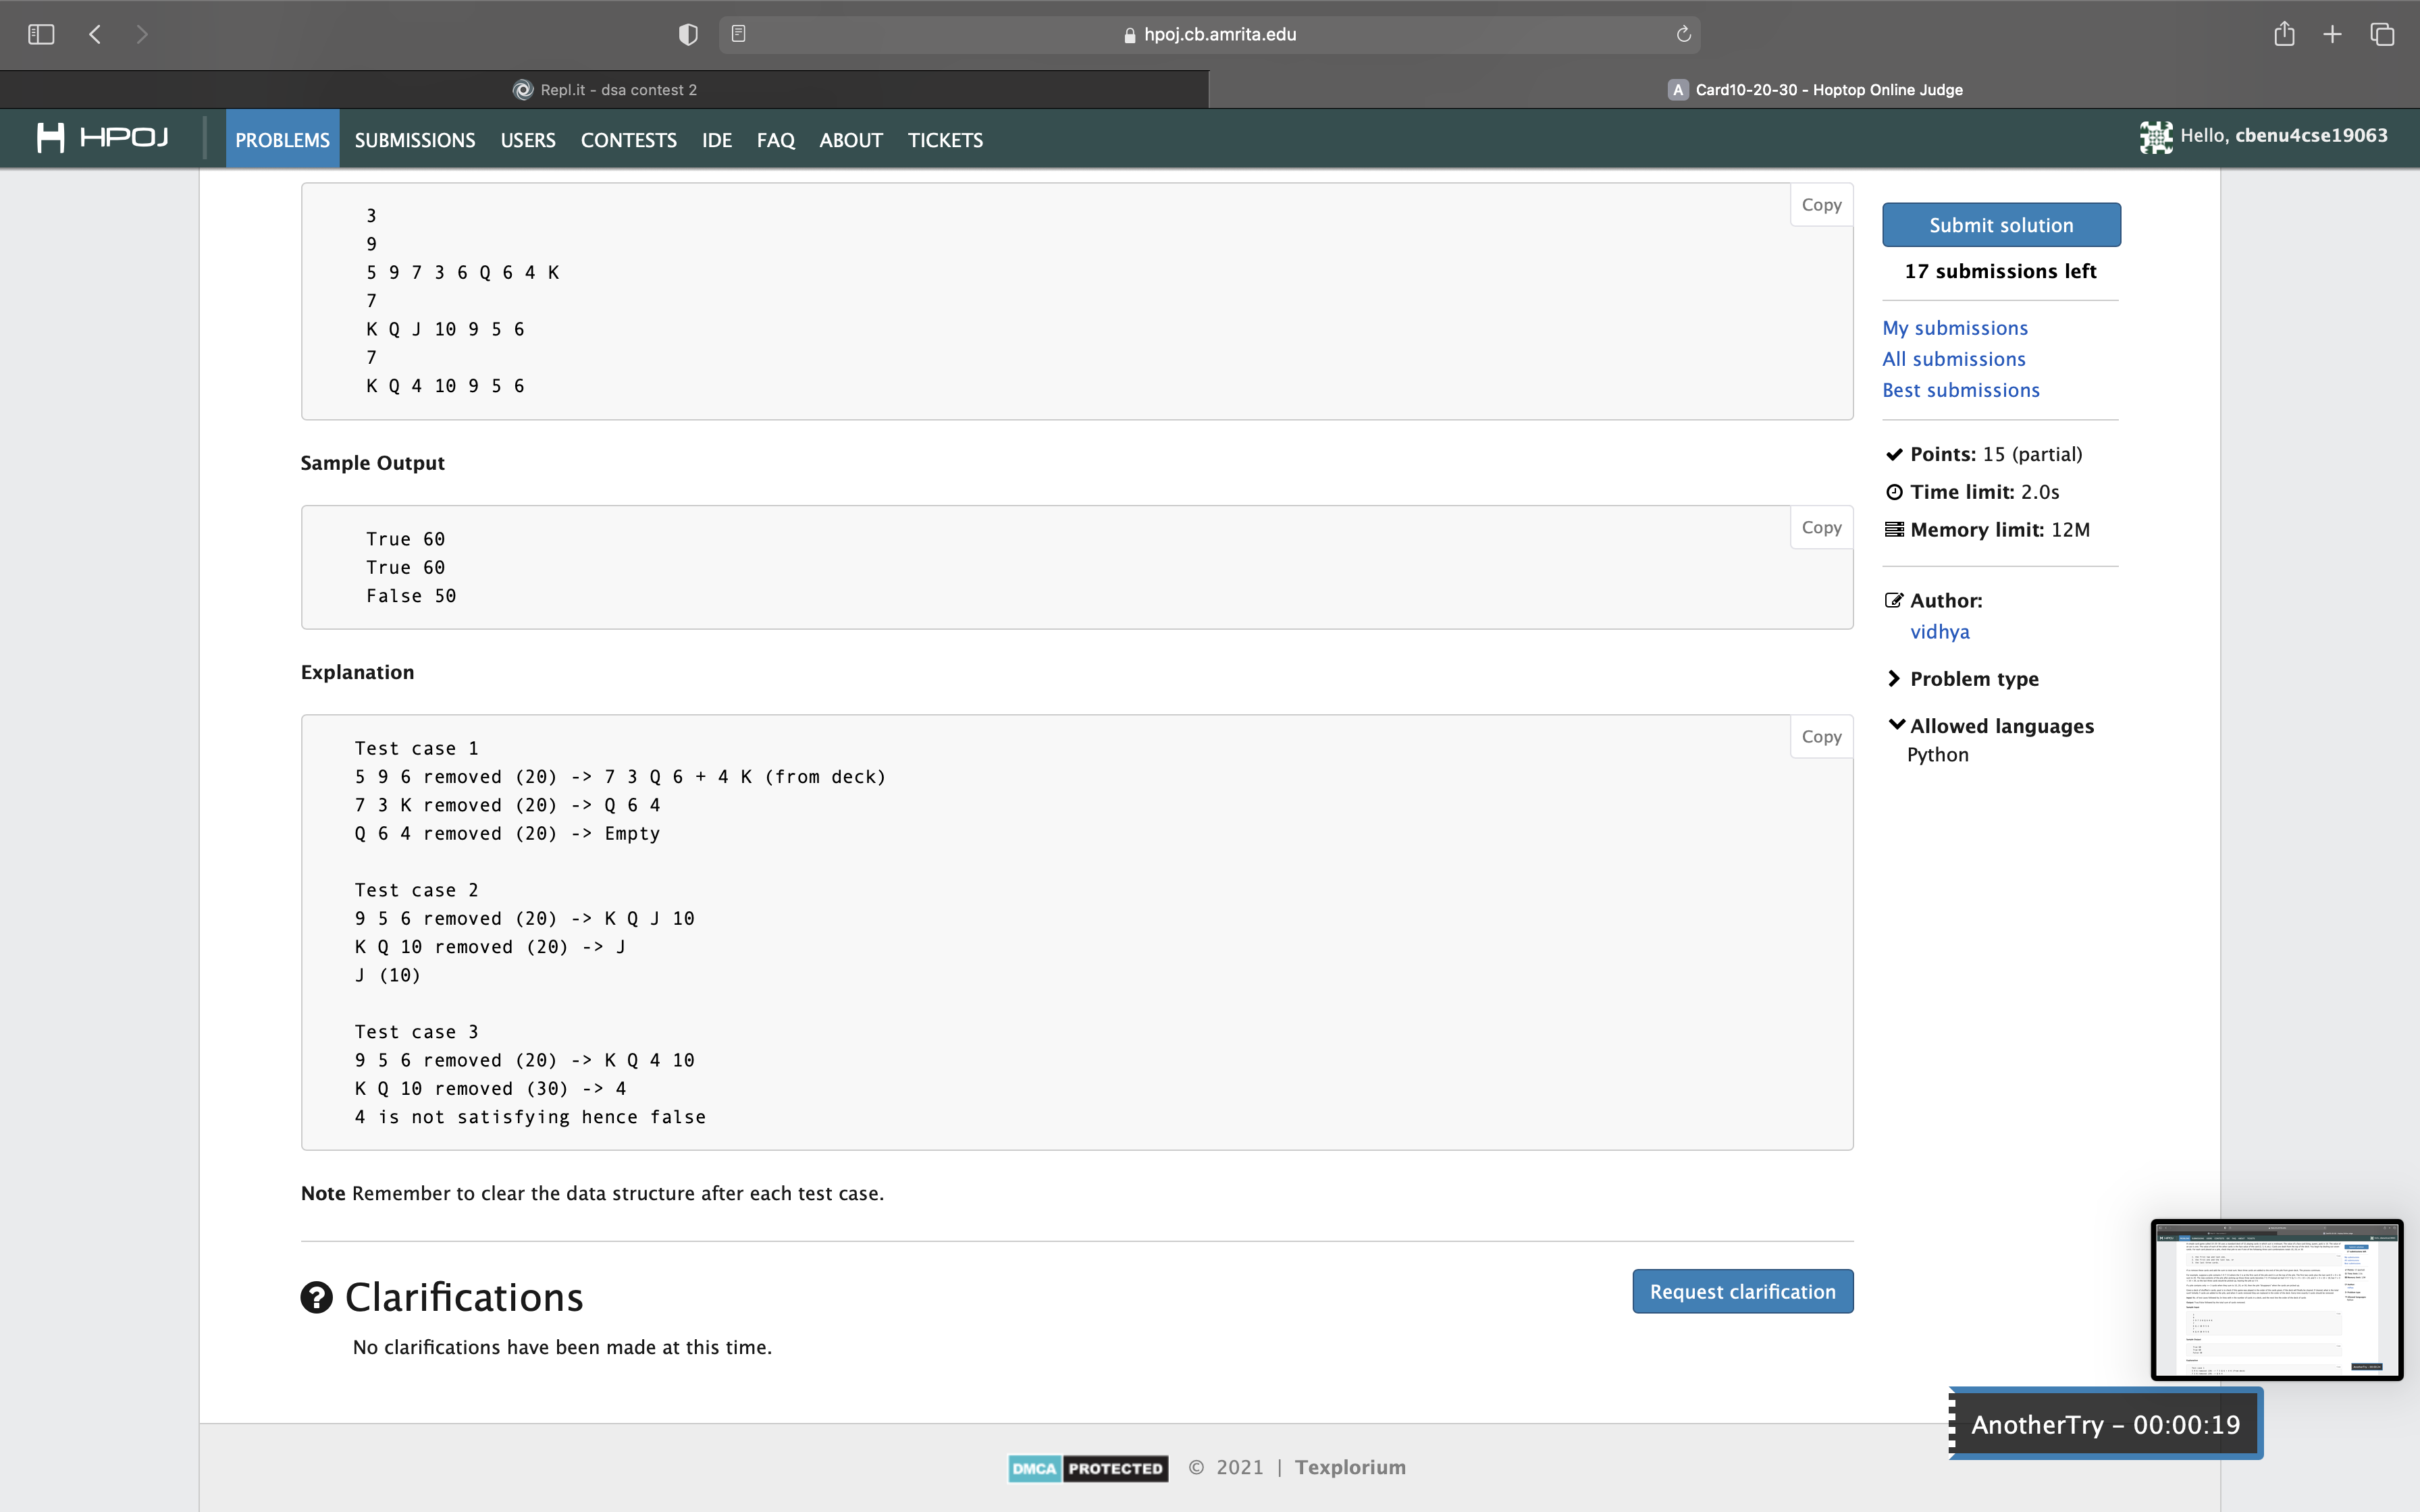 hpoj.cb.amrita.edu
Repl.it - dsa contest 2
A Card10-20-30 - Hoptop Online Judge
HPOJ
PROBLEMS SUBMISSIONS USERS CONTESTS IDE FAQ ABOUT TICKETS
Hello, cbenu4cse19063
Copy
3
9
5 9 7 3 6 Q 6 4 K
7
K Q J 10 9 5 6
7
K Q 4 10 9 5 6
Sample Output
Copy
True 60
True 60
False 50
Explanation
Copy
Test case 1
5 9 6 removed (20) -> 7 3 Q 6 + 4 K (from deck)
7 3 K removed (20) -> Q 6 4
Q 6 4 removed (20) -> Empty
Test case 2
9 5 6 removed (20) -> K Q J 10
K Q 10 removed (20) -> J
J (10)
Test case 3
9 5 6 removed (20) -> K Q 4 10
K Q 10 removed (30) -> 4
4 is not satisfying hence false
Note Remember to clear the data structure after each test case.
Clarifications
Request clarification
No clarifications have been made at this time.
Submit solution
17 submissions left
My submissions
All submissions
Best submissions
Points: 15 (partial)
Time limit: 2.0s
Memory limit: 12M
Author:
vidhya
Problem type
Allowed languages
Python
AnotherTry - 00:00:19
DMCA PROTECTED © 2021 | Texplorium